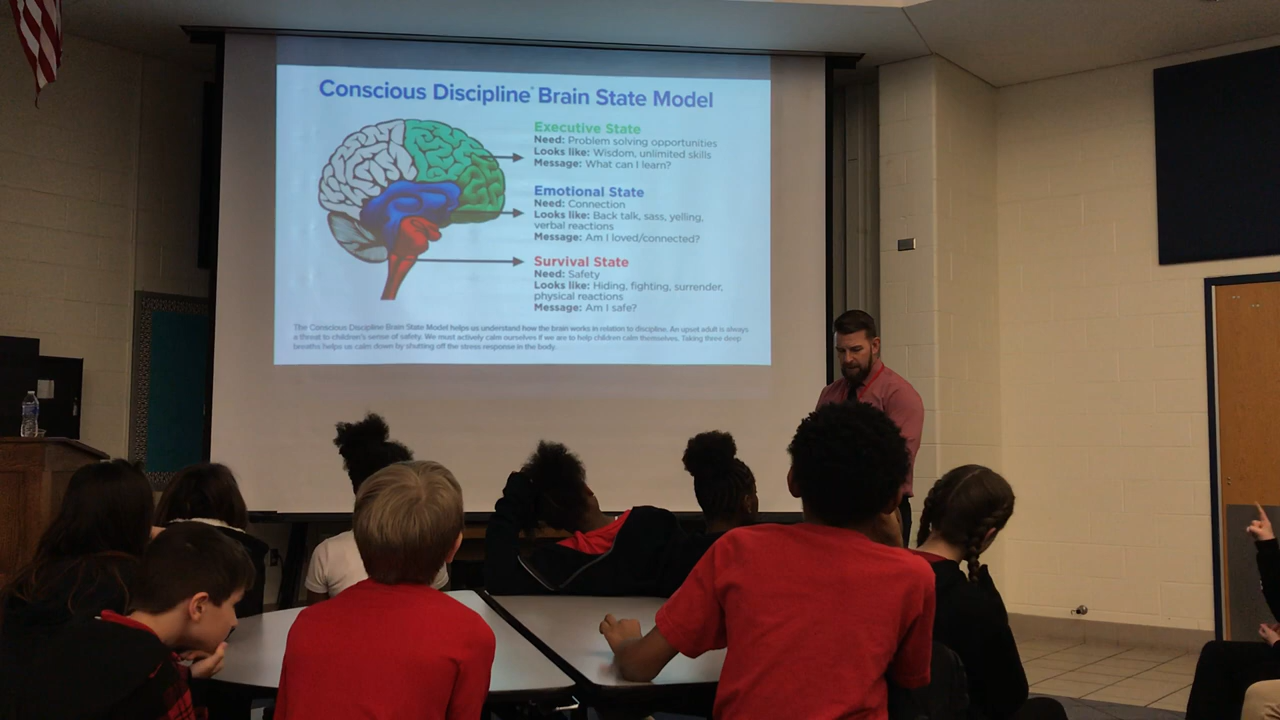 Conscious Discipline® Brain State Model
Executive State
Need: Problem solving opportunities
Looks like: Wisdom, unlimited skills
Message: What can I learn?
Emotional State
Need: Connection
Looks like: Back talk, sass, yelling,
verbal reactions
Message: Am I loved/connected?
Survival State
Need: Safety
Looks like: Hiding, fighting, surrender,
physical reactions
Message: Am I safe?
The Conscious Discipline Brain State Model helps us understand how the brain works in relation to discipline. An upset adult is always
a threat to children's sense of safety. We must actively calm ourselves if we are to help children calm themselves. Taking three deep
breaths helps us calm down by shutting off the stress response in the body.